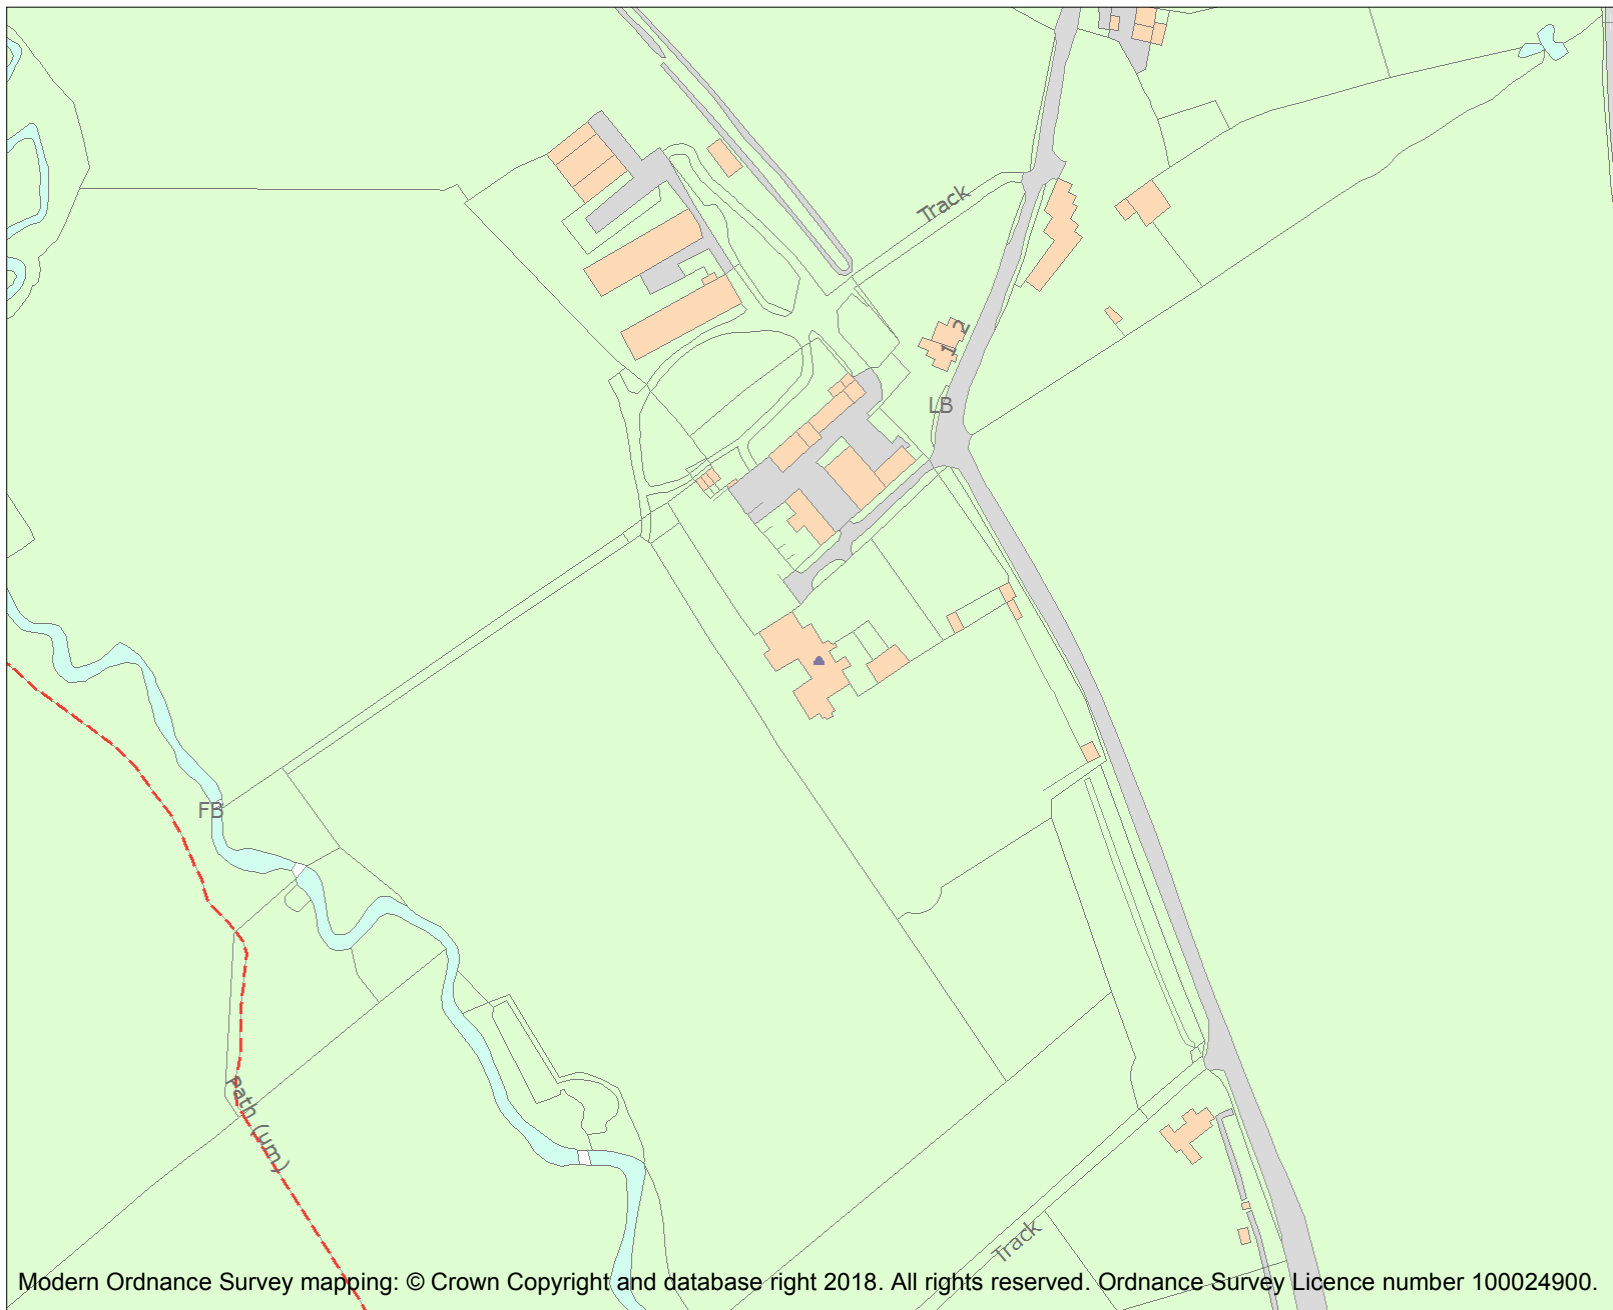 Track
2
1
LB
FB
Path (um)
Track
Modern Ordnance Survey mapping: © Crown Copyright and database right 2018. All rights reserved. Ordnance Survey Licence number 100024900.